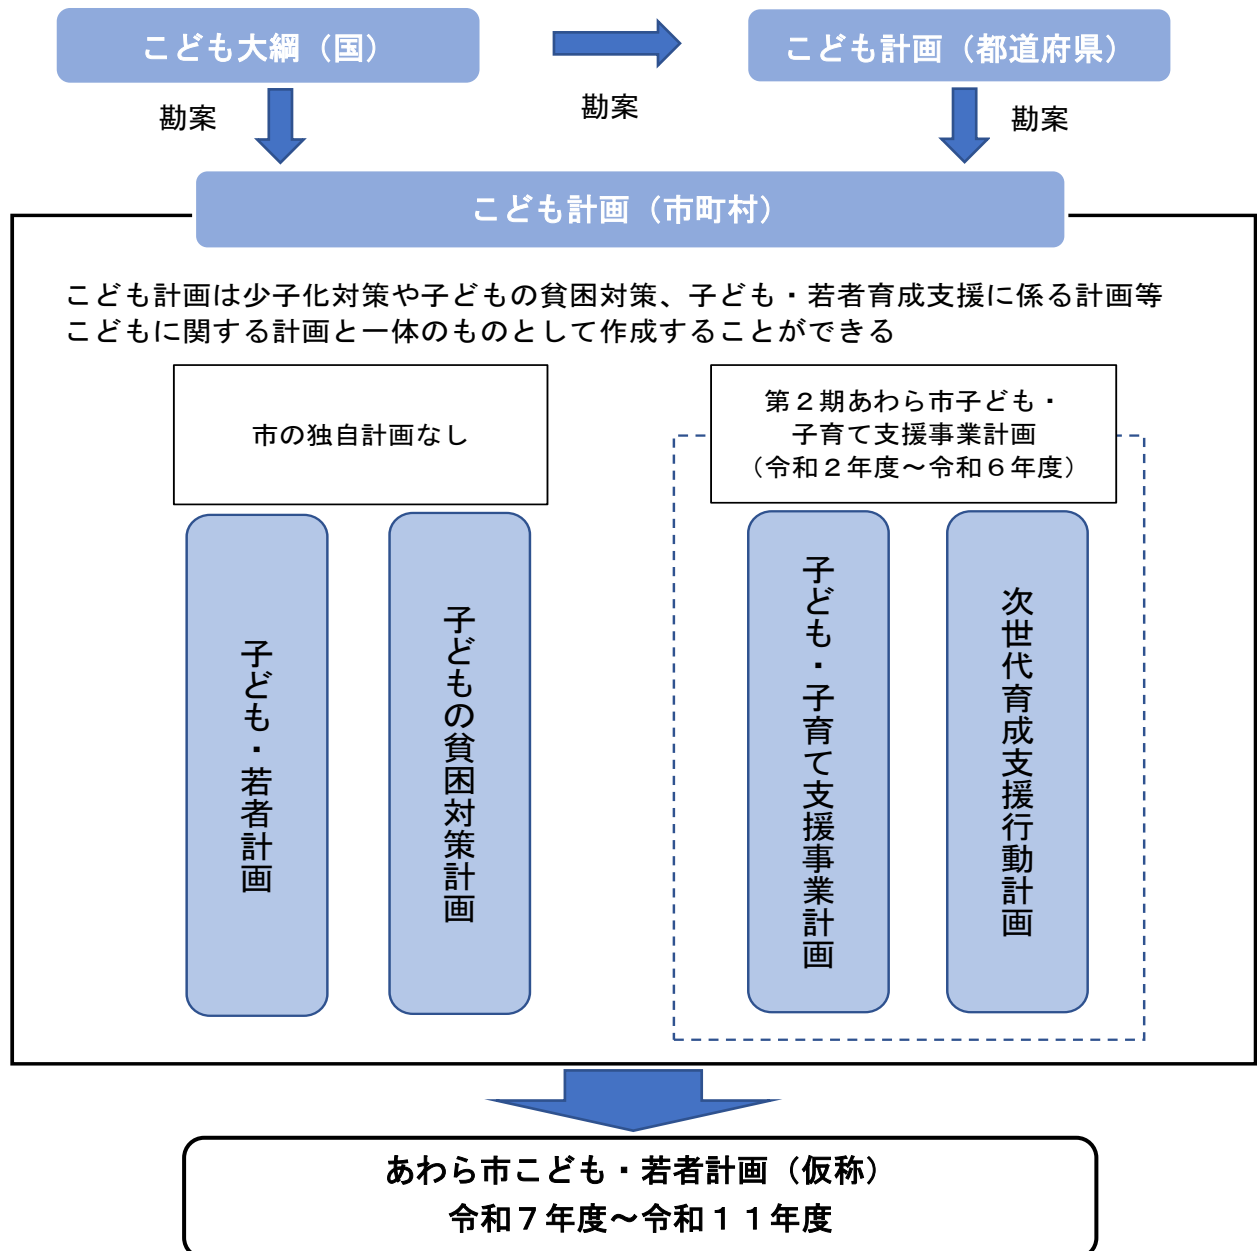 こども大綱（国）
こども計画（都道府県）
勘案
勘案
勘案
こども計画（市町村）
こども計画は少子化対策や子どもの貧困対策、子ども・若者育成支援に係る計画等
こどもに関する計画と一体のものとして作成することができる
市の独自計画なし
第２期あわら市子ども・
子育て支援事業計画
（令和２年度～令和６年度）
子ども・若者計画
子どもの貧困対策計画
子ども・子育て支援事業計画
次世代育成支援行動計画
あわら市こども・若者計画（仮称）
令和７年度～令和１１年度